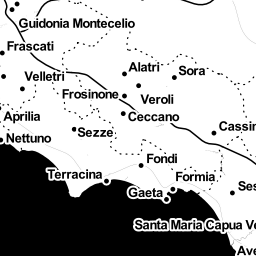 Guidonia Montecelio
Frascati
Alatri
Sora
Velletri
Frosinone
Veroli
Aprilia
Ceccano
Cassin
Nettuno
Sezze
Fondi
Terracina
Formia
Gaeta
Ses
Santa Maria Capua Ve
Ave